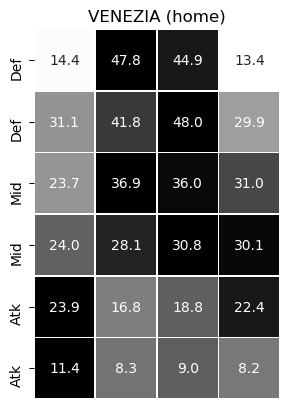 VENEZIA (home)
Def 14.4 47.8 44.9 13.4
Def 31.1 41.8 48.0 29.9
Mid 23.7 36.9 36.0 31.0
Mid 24.0 28.1 30.8 30.1
Atk 23.9 16.8 18.8 22.4
Atk 11.4 8.3 9.0 8.2